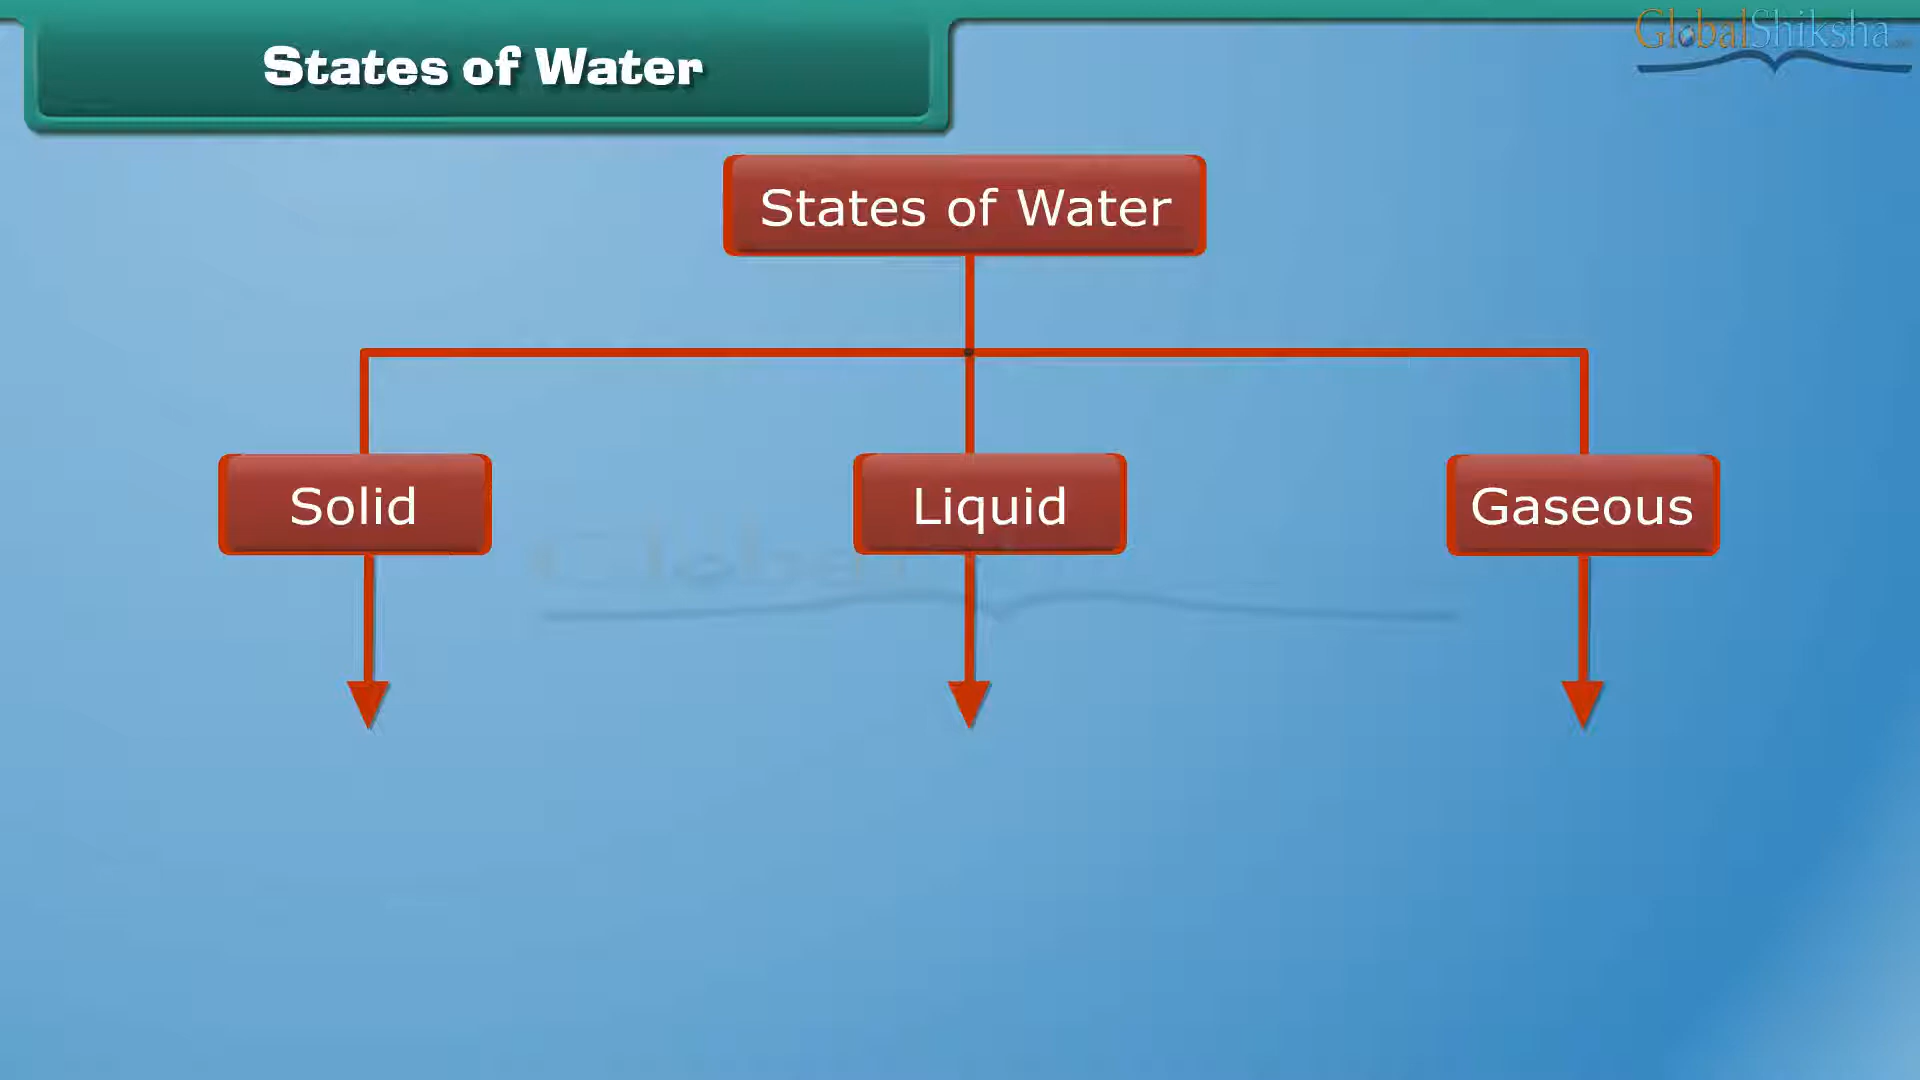 States of Water
GlobalShiksha
States of Water
Solid
Liquid
Gaseous